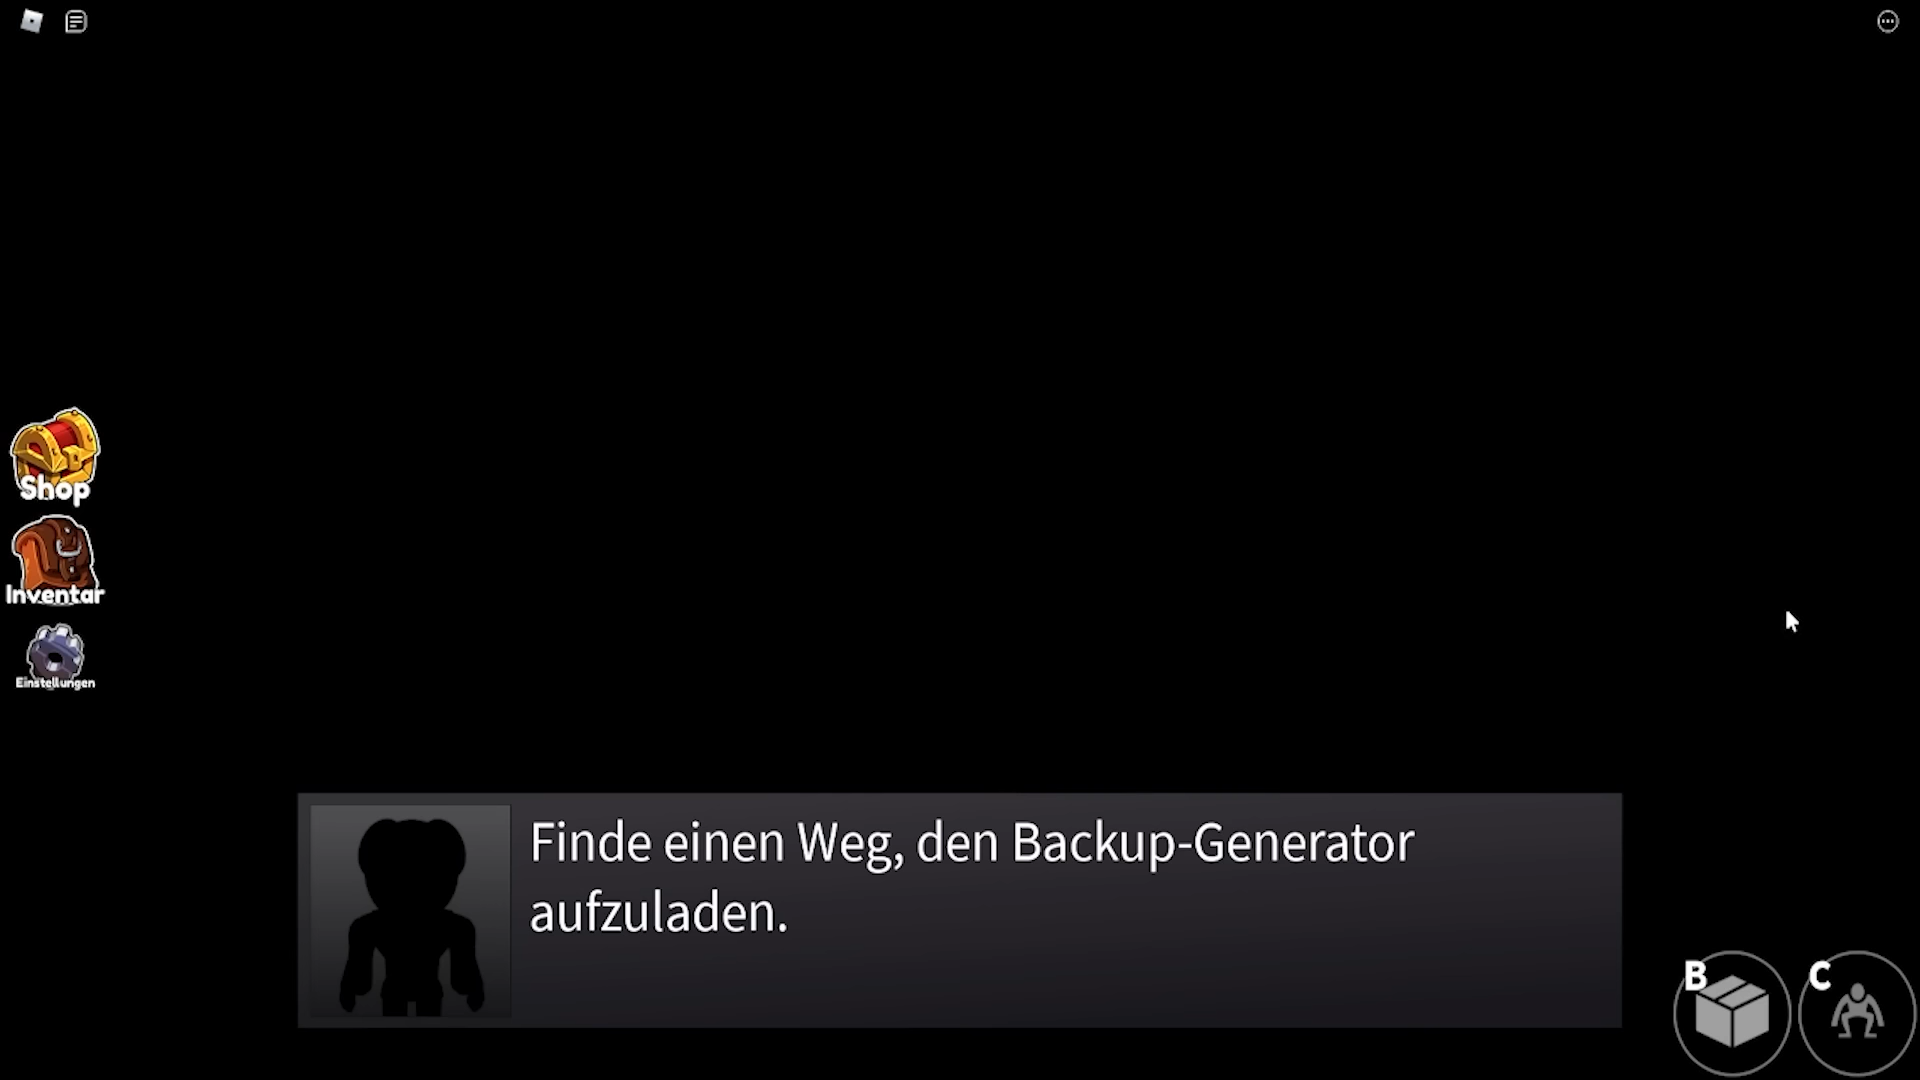 Shop
Inventar
Einstellungen
Finde einen Weg, den Backup-Generator
aufzuladen.
B
C